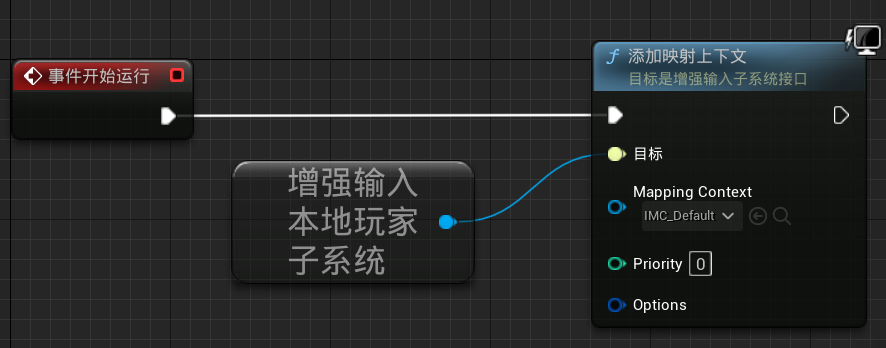 事件开始运行
增强输入
本地玩家
子系统
添加映射上下文
目标是增强输入子系统接口
目标
Mapping Context
IMC_Default
Priority 0
Options